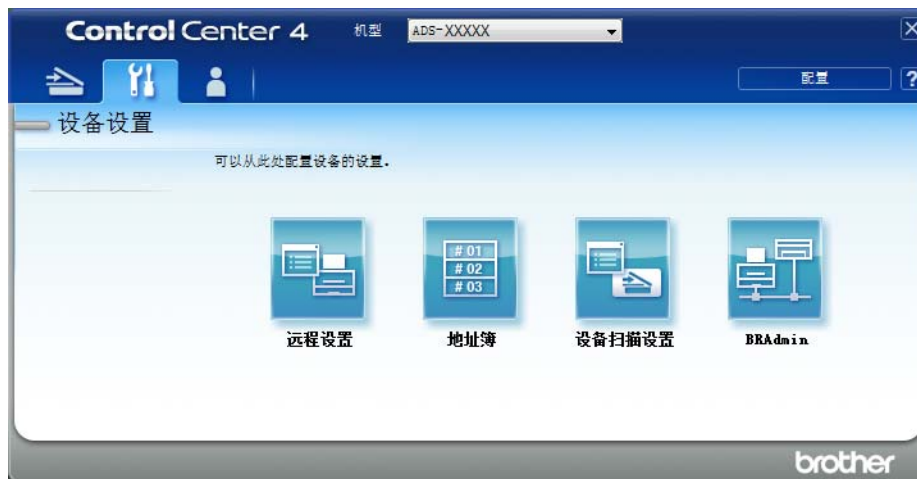 Control Center 4 机型 ADS-XXXXX
配置 ?
设备设置
可以从此处配置设备的设置.
# 01
# 02
# 03
远程设置 地址簿 设备扫描设置 BRAdmin
brother